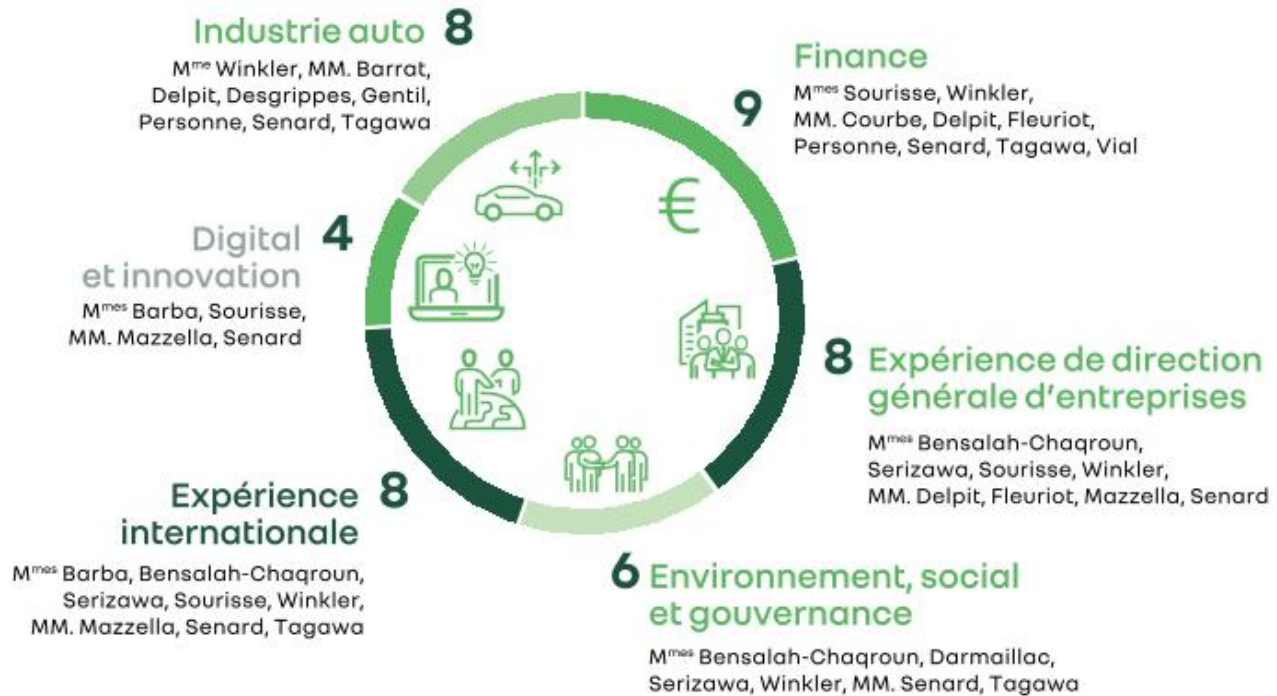 Industrie auto 8
Mme Winkler, MM. Barrat,
Delpit, Desgrippes, Gentil,
Personne, Senard, Tagawa
Finance
9
Mmes Sourisse, Winkler,
MM. Courbe, Delpit, Fleuriot,
Personne, Senard, Tagawa, Vial
€
Digital 4
et innovation
Mmes Barba, Sourisse,
MM. Mazzella, Senard
8 Expérience de direction
générale d'entreprises
Mmes Bensalah-Chaqroun,
Serizawa, Sourisse, Winkler,
MM. Delpit, Fleuriot, Mazzella, Senard
Expérience 8
internationale
Mmes Barba, Bensalah-Chaqroun,
Serizawa, Sourisse, Winkler,
MM. Mazzella, Senard, Tagawa
6 Environnement, social
et gouvernance
Mmes Bensalah-Chaqroun, Darmaillac,
Serizawa, Winkler, MM. Senard, Tagawa